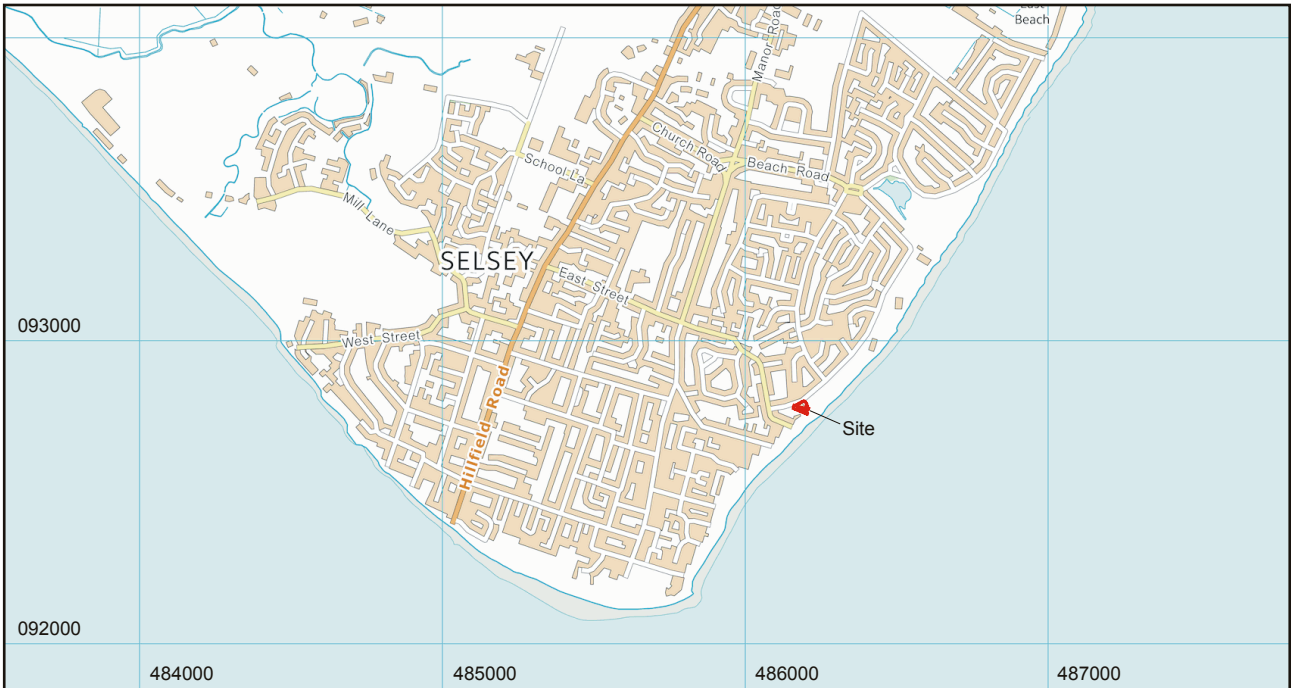 East
Beach
Manor Road
Church Road
Beach Road
School La
Mill Lane
SELSEY
East Street
093000
West Street
Hillfield Road
Site
092000
484000
485000
486000
487000